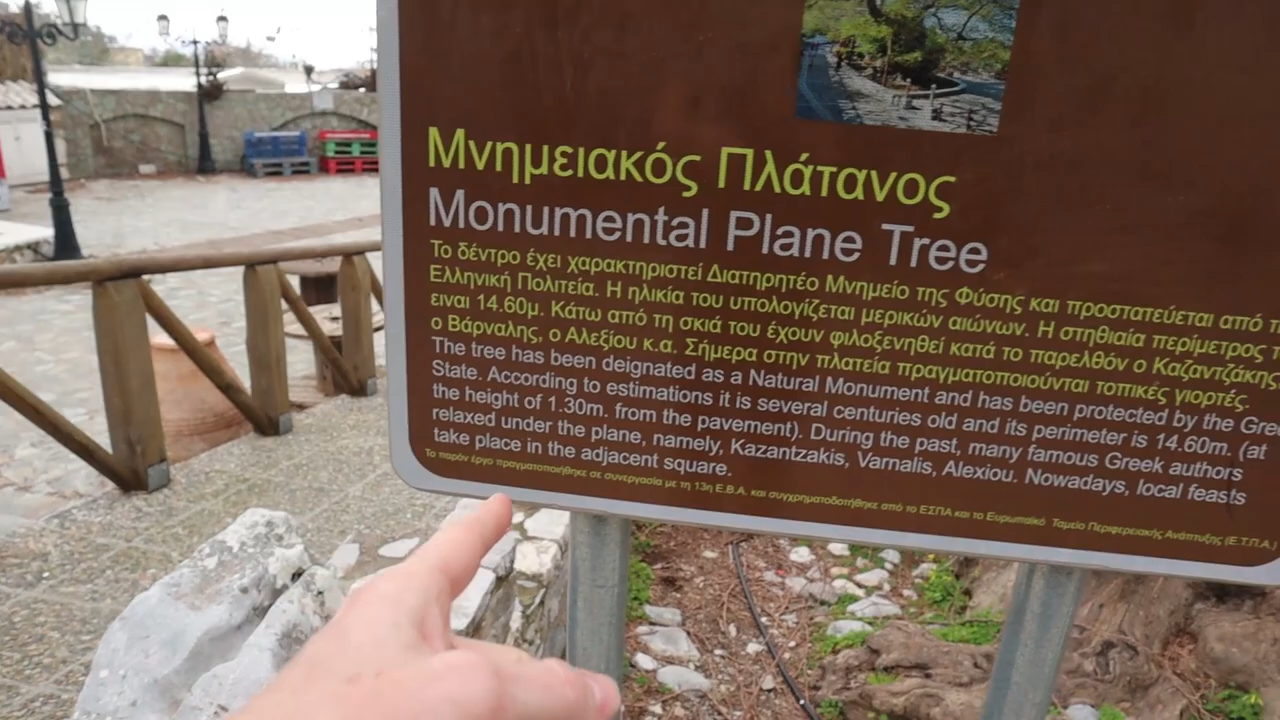 Μνημειακός Πλάτανος
Monumental Plane Tree
Το δέντρο έχει χαρακτηριστεί Διατηρητέο Μνημείο της Φύσης και προστατεύεται από
Ελληνική Πολιτεία. Η ηλικία του υπολογίζεται μερικών αιώνων. Η στηθιαία περίμετρος
ειναι 14.60μ. Κάτω από τη σκιά του έχουν φιλοξενηθεί κατά το παρελθόν ο Καζαντζάκης
ο Βάρναλης, ο Αλεξίου κ.α. Σήμερα στην πλατεία πραγματοποιούνται τοπικές γιορτές.
The tree has been deignated as a Natural Monument and has been protected by the
State. According to estimations it is several centuries old and its perimeter is 14.60m. (at
the height of 1.30m. from the pavement). During the past, many famous Greek authors
relaxed under the plane, namely, Kazantzakis, Varnalis, Alexiou. Nowadays, local feasts
take place in the adjacent square.
Το παρόν έργο πραγματοποιήθηκε σε συνεργασία με τη 13η Ε.Β.Α. και συγχρηματοδοτήθηκε από το ΕΣΠΑ και το Ευρωπαϊκό Ταμείο Περιφερειακής Ανάπτυξης (Ε.Τ.Π.Α.)